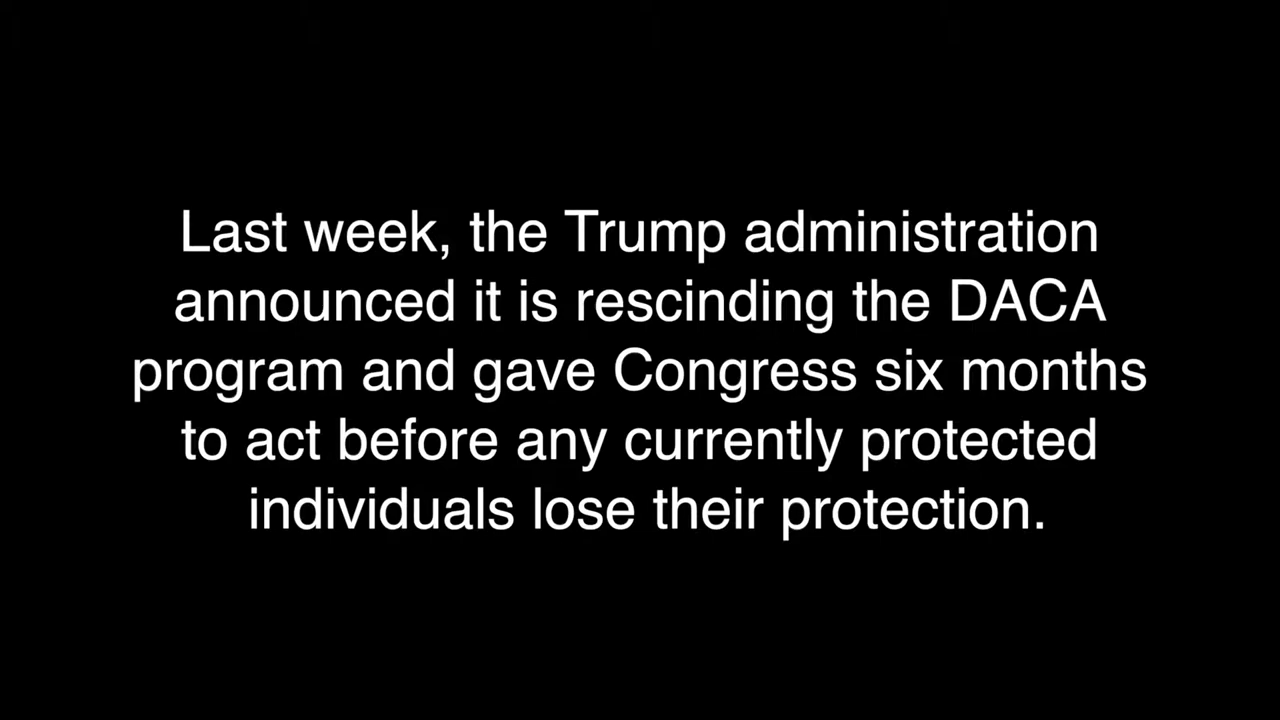 Last week, the Trump administration
announced it is rescinding the DACA
program and gave Congress six months
to act before any currently protected
individuals lose their protection.